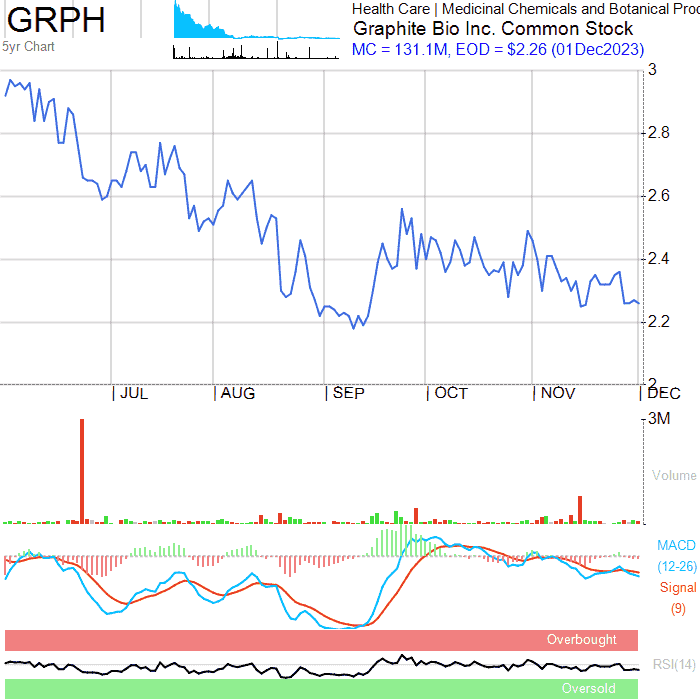 GRPH
5yr Chart
Health Care | Medicinal Chemicals and Botanical Proc
Graphite Bio Inc. Common Stock
MC = 131.1M, EOD = $2.26 (01Dec2023)
3
2.8
2.6
2.4
2.2
2
JUL AUG SEP OCT NOV DEC
3M
Volume
MACD
(12-26)
Signal
(9)
Overbought
RSI(14)
Oversold